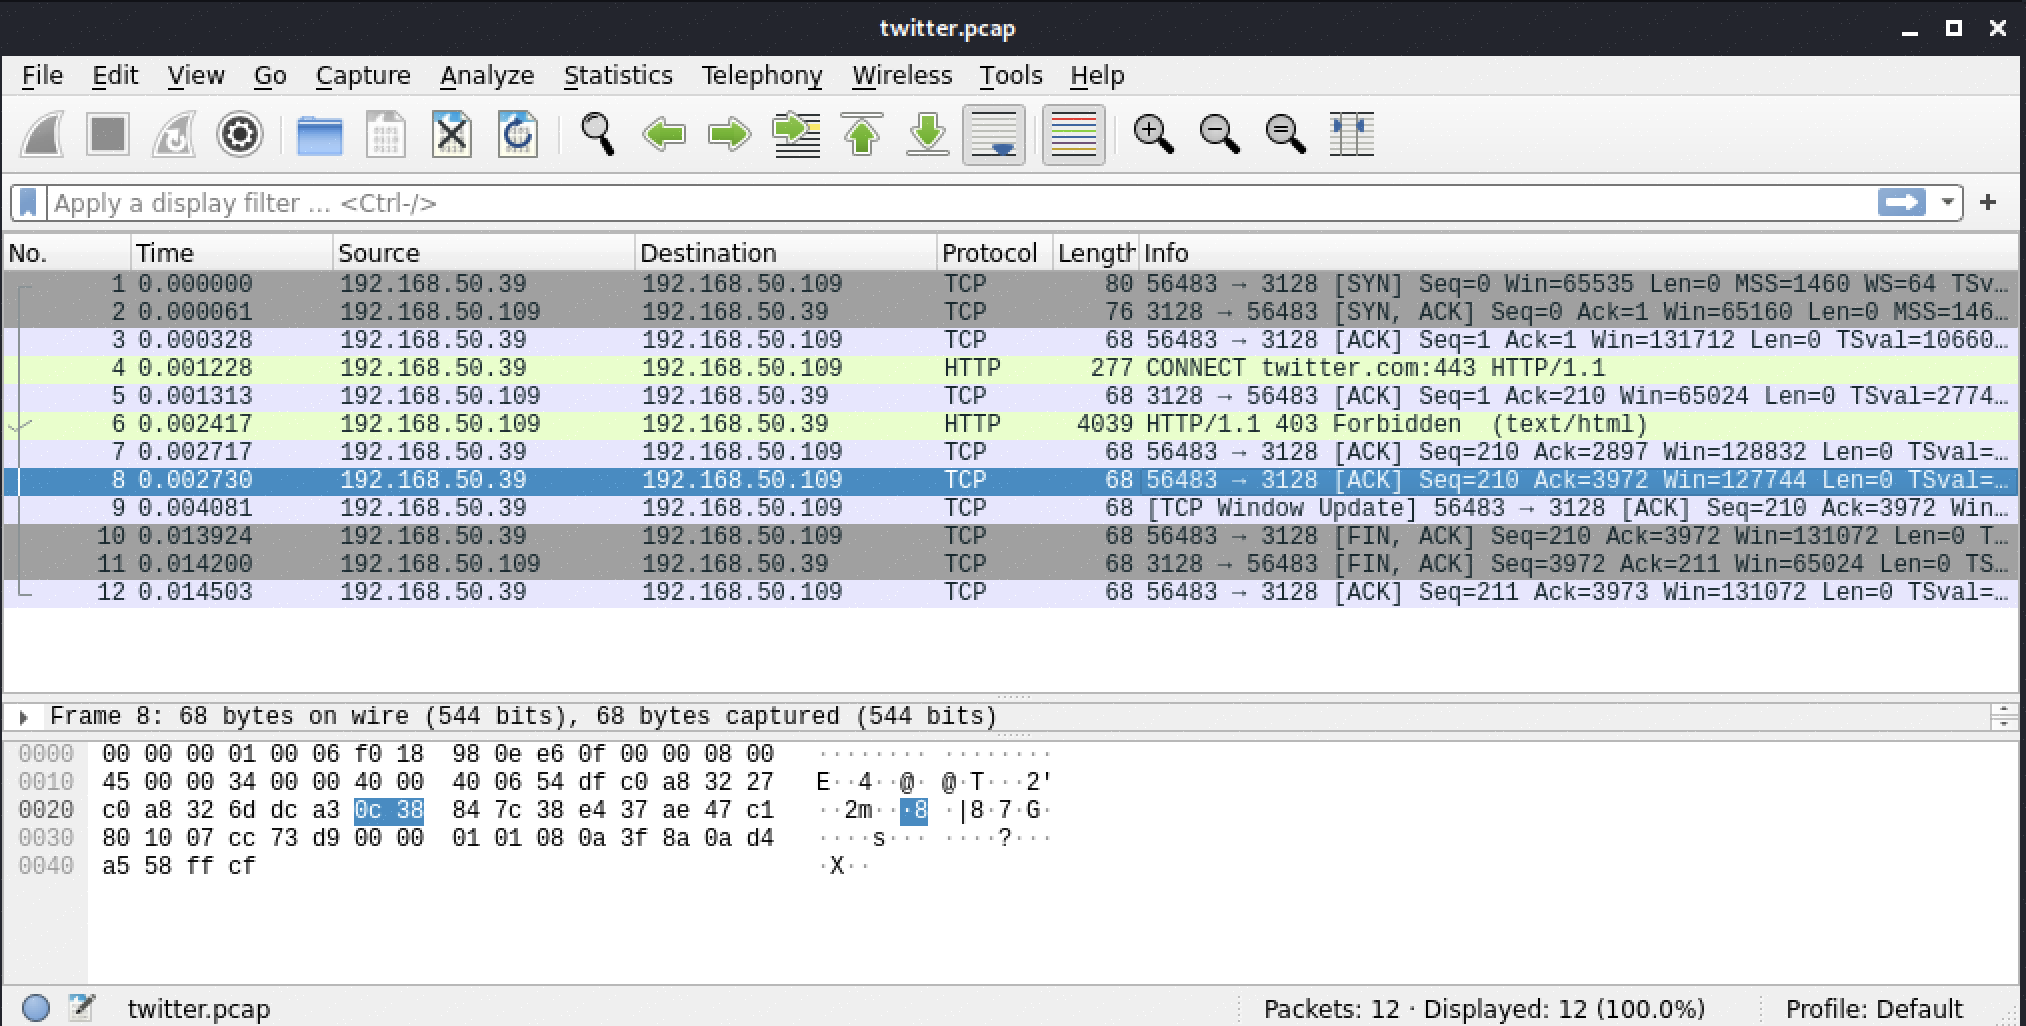 twitter.pcap
File Edit View Go Capture Analyze Statistics Telephony Wireless Tools Help
Apply a display filter … <Ctrl-/>
No. Time Source Destination Protocol Length Info
1 0.000000 192.168.50.39 192.168.50.109 TCP 80 56483 → 3128 [SYN] Seq=0 Win=65535 Len=0 MSS=1460 WS=64 TSv…
2 0.000061 192.168.50.109 192.168.50.39 TCP 76 3128 → 56483 [SYN, ACK] Seq=0 Ack=1 Win=65160 Len=0 MSS=146…
3 0.000328 192.168.50.39 192.168.50.109 TCP 68 56483 → 3128 [ACK] Seq=1 Ack=1 Win=131712 Len=0 TSval=10660…
4 0.001228 192.168.50.39 192.168.50.109 HTTP 277 CONNECT twitter.com:443 HTTP/1.1
5 0.001313 192.168.50.109 192.168.50.39 TCP 68 3128 → 56483 [ACK] Seq=1 Ack=210 Win=65024 Len=0 TSval=2774…
6 0.002417 192.168.50.109 192.168.50.39 HTTP 4039 HTTP/1.1 403 Forbidden  (text/html)
7 0.002717 192.168.50.39 192.168.50.109 TCP 68 56483 → 3128 [ACK] Seq=210 Ack=2897 Win=128832 Len=0 TSval=…
8 0.002730 192.168.50.39 192.168.50.109 TCP 68 56483 → 3128 [ACK] Seq=210 Ack=3972 Win=127744 Len=0 TSval=…
9 0.004081 192.168.50.39 192.168.50.109 TCP 68 [TCP Window Update] 56483 → 3128 [ACK] Seq=210 Ack=3972 Win…
10 0.013924 192.168.50.39 192.168.50.109 TCP 68 56483 → 3128 [FIN, ACK] Seq=210 Ack=3972 Win=131072 Len=0 T…
11 0.014200 192.168.50.109 192.168.50.39 TCP 68 3128 → 56483 [FIN, ACK] Seq=3972 Ack=211 Win=65024 Len=0 TS…
12 0.014503 192.168.50.39 192.168.50.109 TCP 68 56483 → 3128 [ACK] Seq=211 Ack=3973 Win=131072 Len=0 TSval=…
Frame 8: 68 bytes on wire (544 bits), 68 bytes captured (544 bits)
0000 00 00 00 01 00 06 f0 18 98 0e e6 0f 00 00 08 00 ········ ········
0010 45 00 00 34 00 00 40 00 40 06 54 df c0 a8 32 27 E··4··@· @·T···2'
0020 c0 a8 32 6d dc a3 0c 38 84 7c 38 e4 37 ae 47 c1 ··2m···8 ·|8·7·G·
0030 80 10 07 cc 73 d9 00 00 01 01 08 0a 3f 8a 0a d4 ····s··· ····?···
0040 a5 58 ff cf ·X··
twitter.pcap Packets: 12 · Displayed: 12 (100.0%) Profile: Default